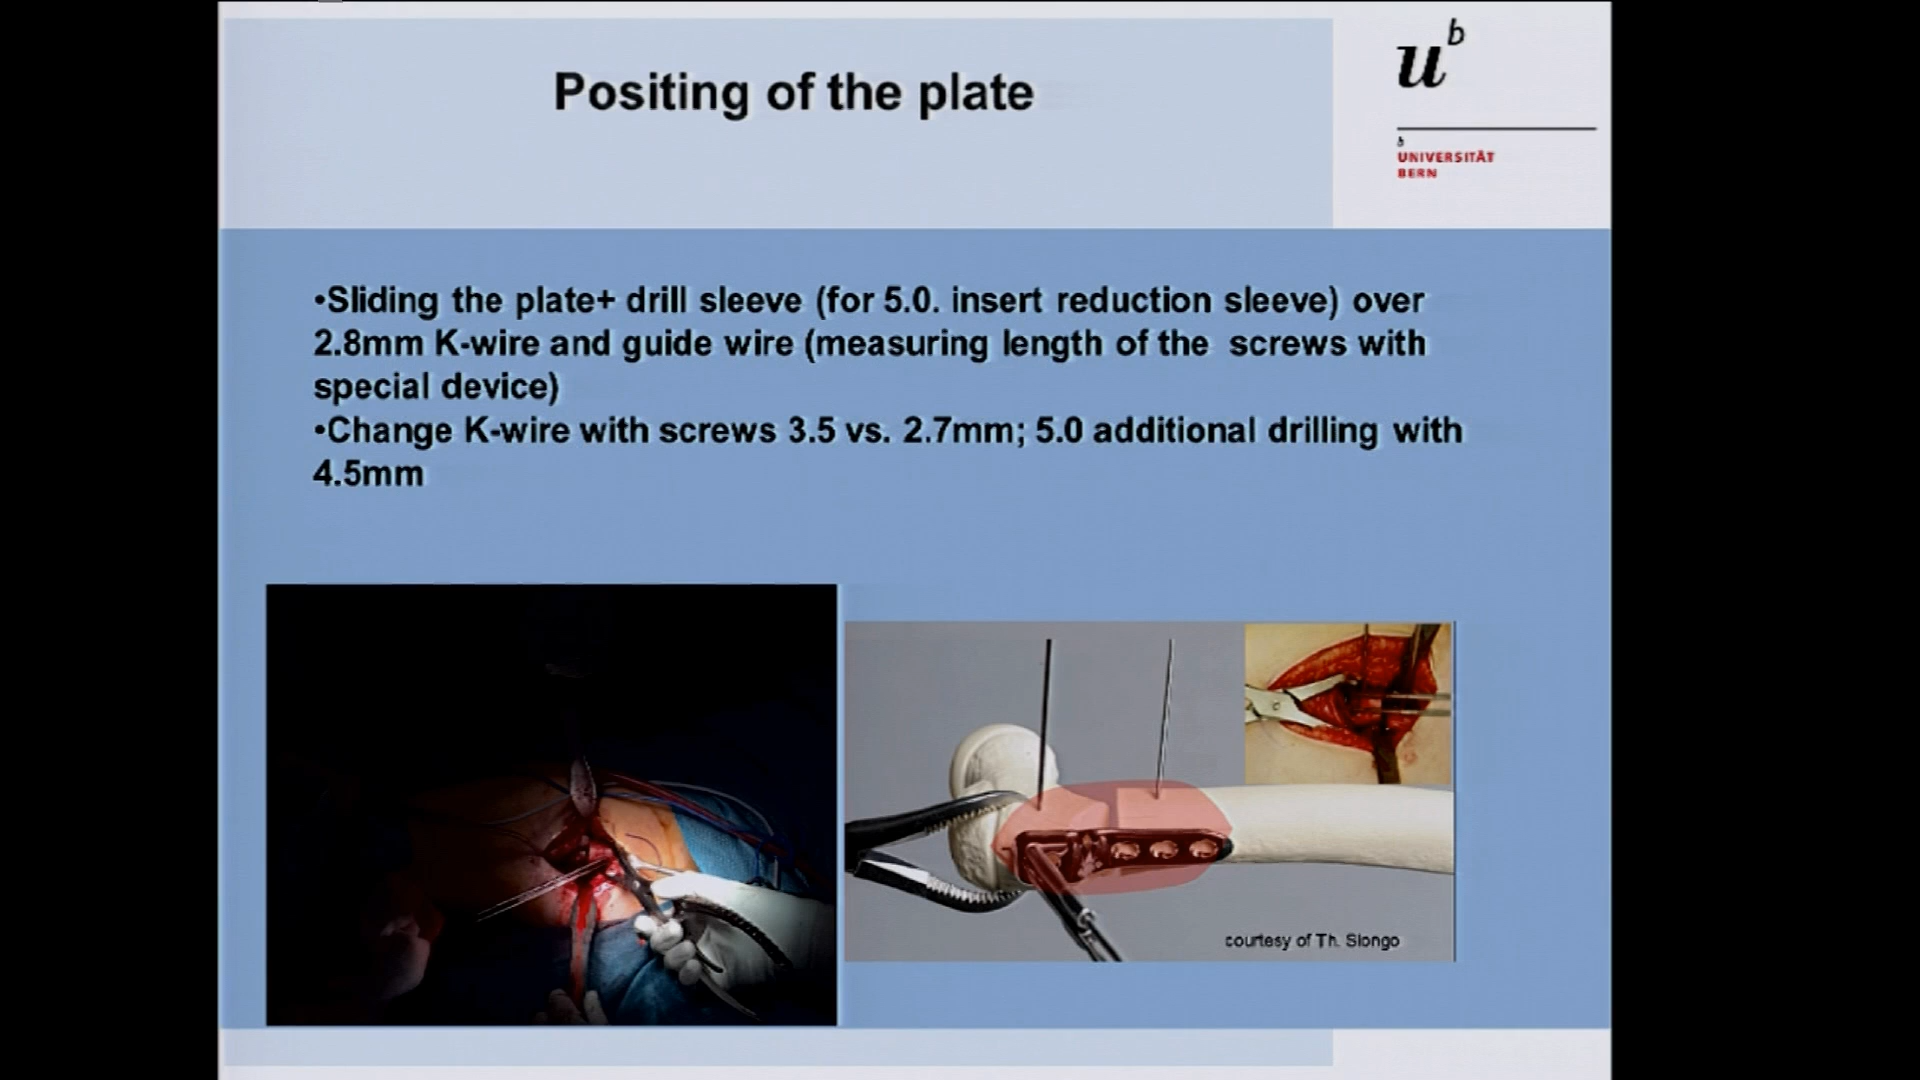 Positing of the plate
u b
b
UNIVERSITÄT
BERN
•Sliding the plate+ drill sleeve (for 5.0. insert reduction sleeve) over
2.8mm K-wire and guide wire (measuring length of the screws with
special device)
•Change K-wire with screws 3.5 vs. 2.7mm; 5.0 additional drilling with
4.5mm
courtesy of Th. Slongo